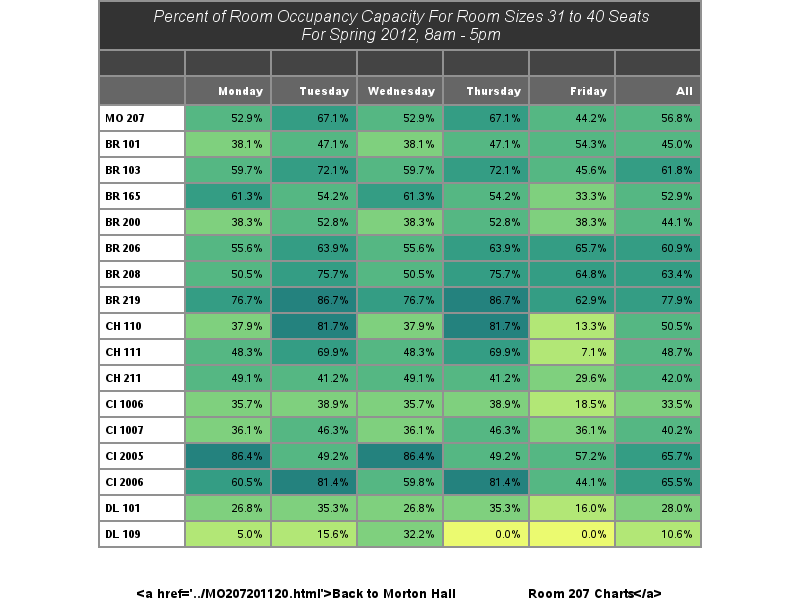 Percent of Room Occupancy Capacity For Room Sizes 31 to 40 Seats
For Spring 2012, 8am - 5pm
Monday Tuesday Wednesday Thursday Friday All
MO 207 52.9% 67.1% 52.9% 67.1% 44.2% 56.8%
BR 101 38.1% 47.1% 38.1% 47.1% 54.3% 45.0%
BR 103 59.7% 72.1% 59.7% 72.1% 45.6% 61.8%
BR 165 61.3% 54.2% 61.3% 54.2% 33.3% 52.9%
BR 200 38.3% 52.8% 38.3% 52.8% 38.3% 44.1%
BR 206 55.6% 63.9% 55.6% 63.9% 65.7% 60.9%
BR 208 50.5% 75.7% 50.5% 75.7% 64.8% 63.4%
BR 219 76.7% 86.7% 76.7% 86.7% 62.9% 77.9%
CH 110 37.9% 81.7% 37.9% 81.7% 13.3% 50.5%
CH 111 48.3% 69.9% 48.3% 69.9% 7.1% 48.7%
CH 211 49.1% 41.2% 49.1% 41.2% 29.6% 42.0%
CI 1006 35.7% 38.9% 35.7% 38.9% 18.5% 33.5%
CI 1007 36.1% 46.3% 36.1% 46.3% 36.1% 40.2%
CI 2005 86.4% 49.2% 86.4% 49.2% 57.2% 65.7%
CI 2006 60.5% 81.4% 59.8% 81.4% 44.1% 65.5%
DL 101 26.8% 35.3% 26.8% 35.3% 16.0% 28.0%
DL 109 5.0% 15.6% 32.2% 0.0% 0.0% 10.6%
<a href='../MO207201120.html'>Back to Morton Hall Room 207 Charts</a>